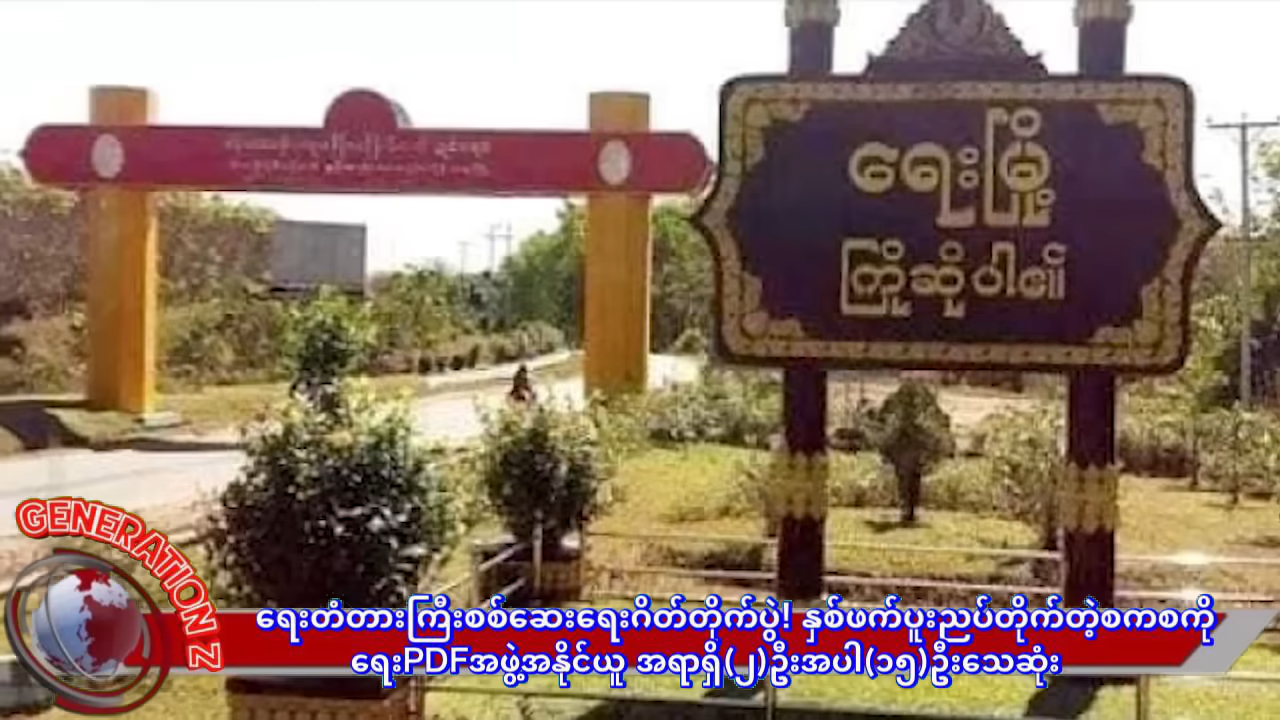 ရေးမြို့
ကြိုဆိုပါ၏
GENERATION Z
ရေးတံတားကြီးစစ်ဆေးရေးဂိတ်တိုက်ပွဲ! နှစ်ဖက်ပူးညပ်တိုက်တဲ့စကစကို
ရေးPDFအဖွဲ့အနိုင်ယူ အရာရှိ(၂)ဦးအပါ(၁၅)ဦးသေဆုံး